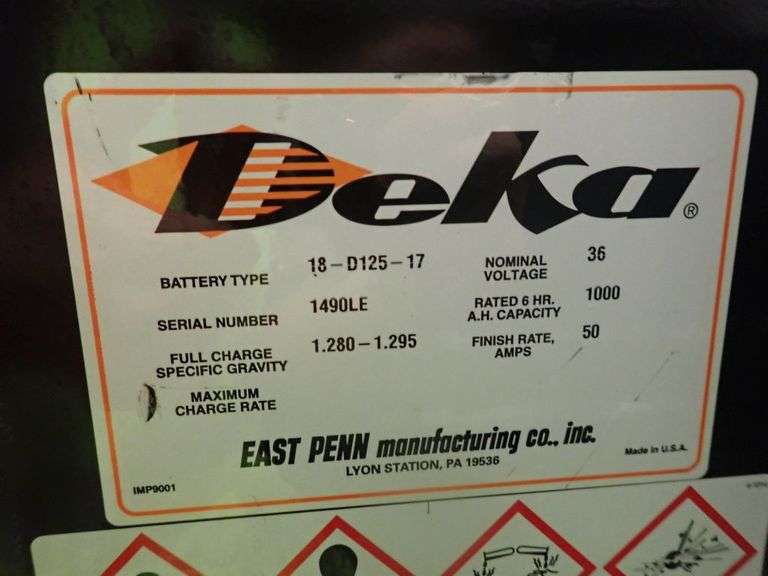 Deka®
BATTERY TYPE 18-D125-17
NOMINAL VOLTAGE 36
SERIAL NUMBER 1490LE
RATED 6 HR. A.H. CAPACITY 1000
FULL CHARGE SPECIFIC GRAVITY 1.280-1.295
FINISH RATE, AMPS 50
MAXIMUM CHARGE RATE
EAST PENN manufacturing co., inc.
LYON STATION, PA 19536
Made in U.S.A.
IMP9001